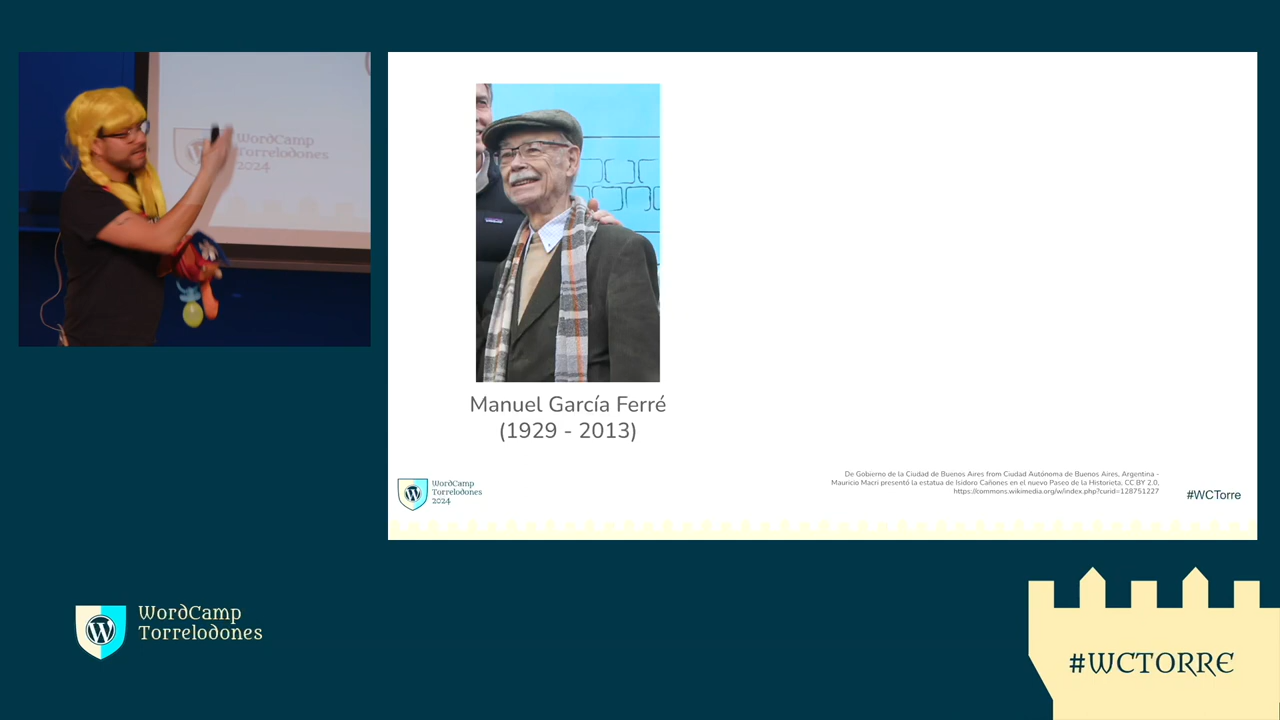 WordCamp
Torrelodones
2024
Manuel García Ferré
(1929 - 2013)
De Gobierno de la Ciudad de Buenos Aires from Ciudad Autónoma de Buenos Aires, Argentina -
Mauricio Macri presentó la estatua de Isidoro Cañones en el nuevo Paseo de la Historieta, CC BY 2.0,
https://commons.wikimedia.org/w/index.php?curid=128751227
WordCamp
Torrelodones
2024
#WCTorre
WordCamp
Torrelodones
#WCTORRE